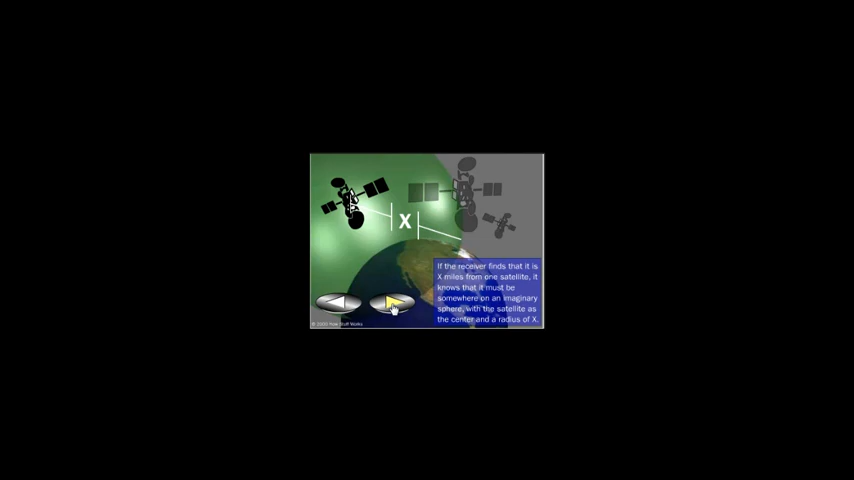 X
If the receiver finds that it is
X miles from one satellite, it
knows that it must be
somewhere on an imaginary
sphere, with the satellite as
the center and a radius of X.